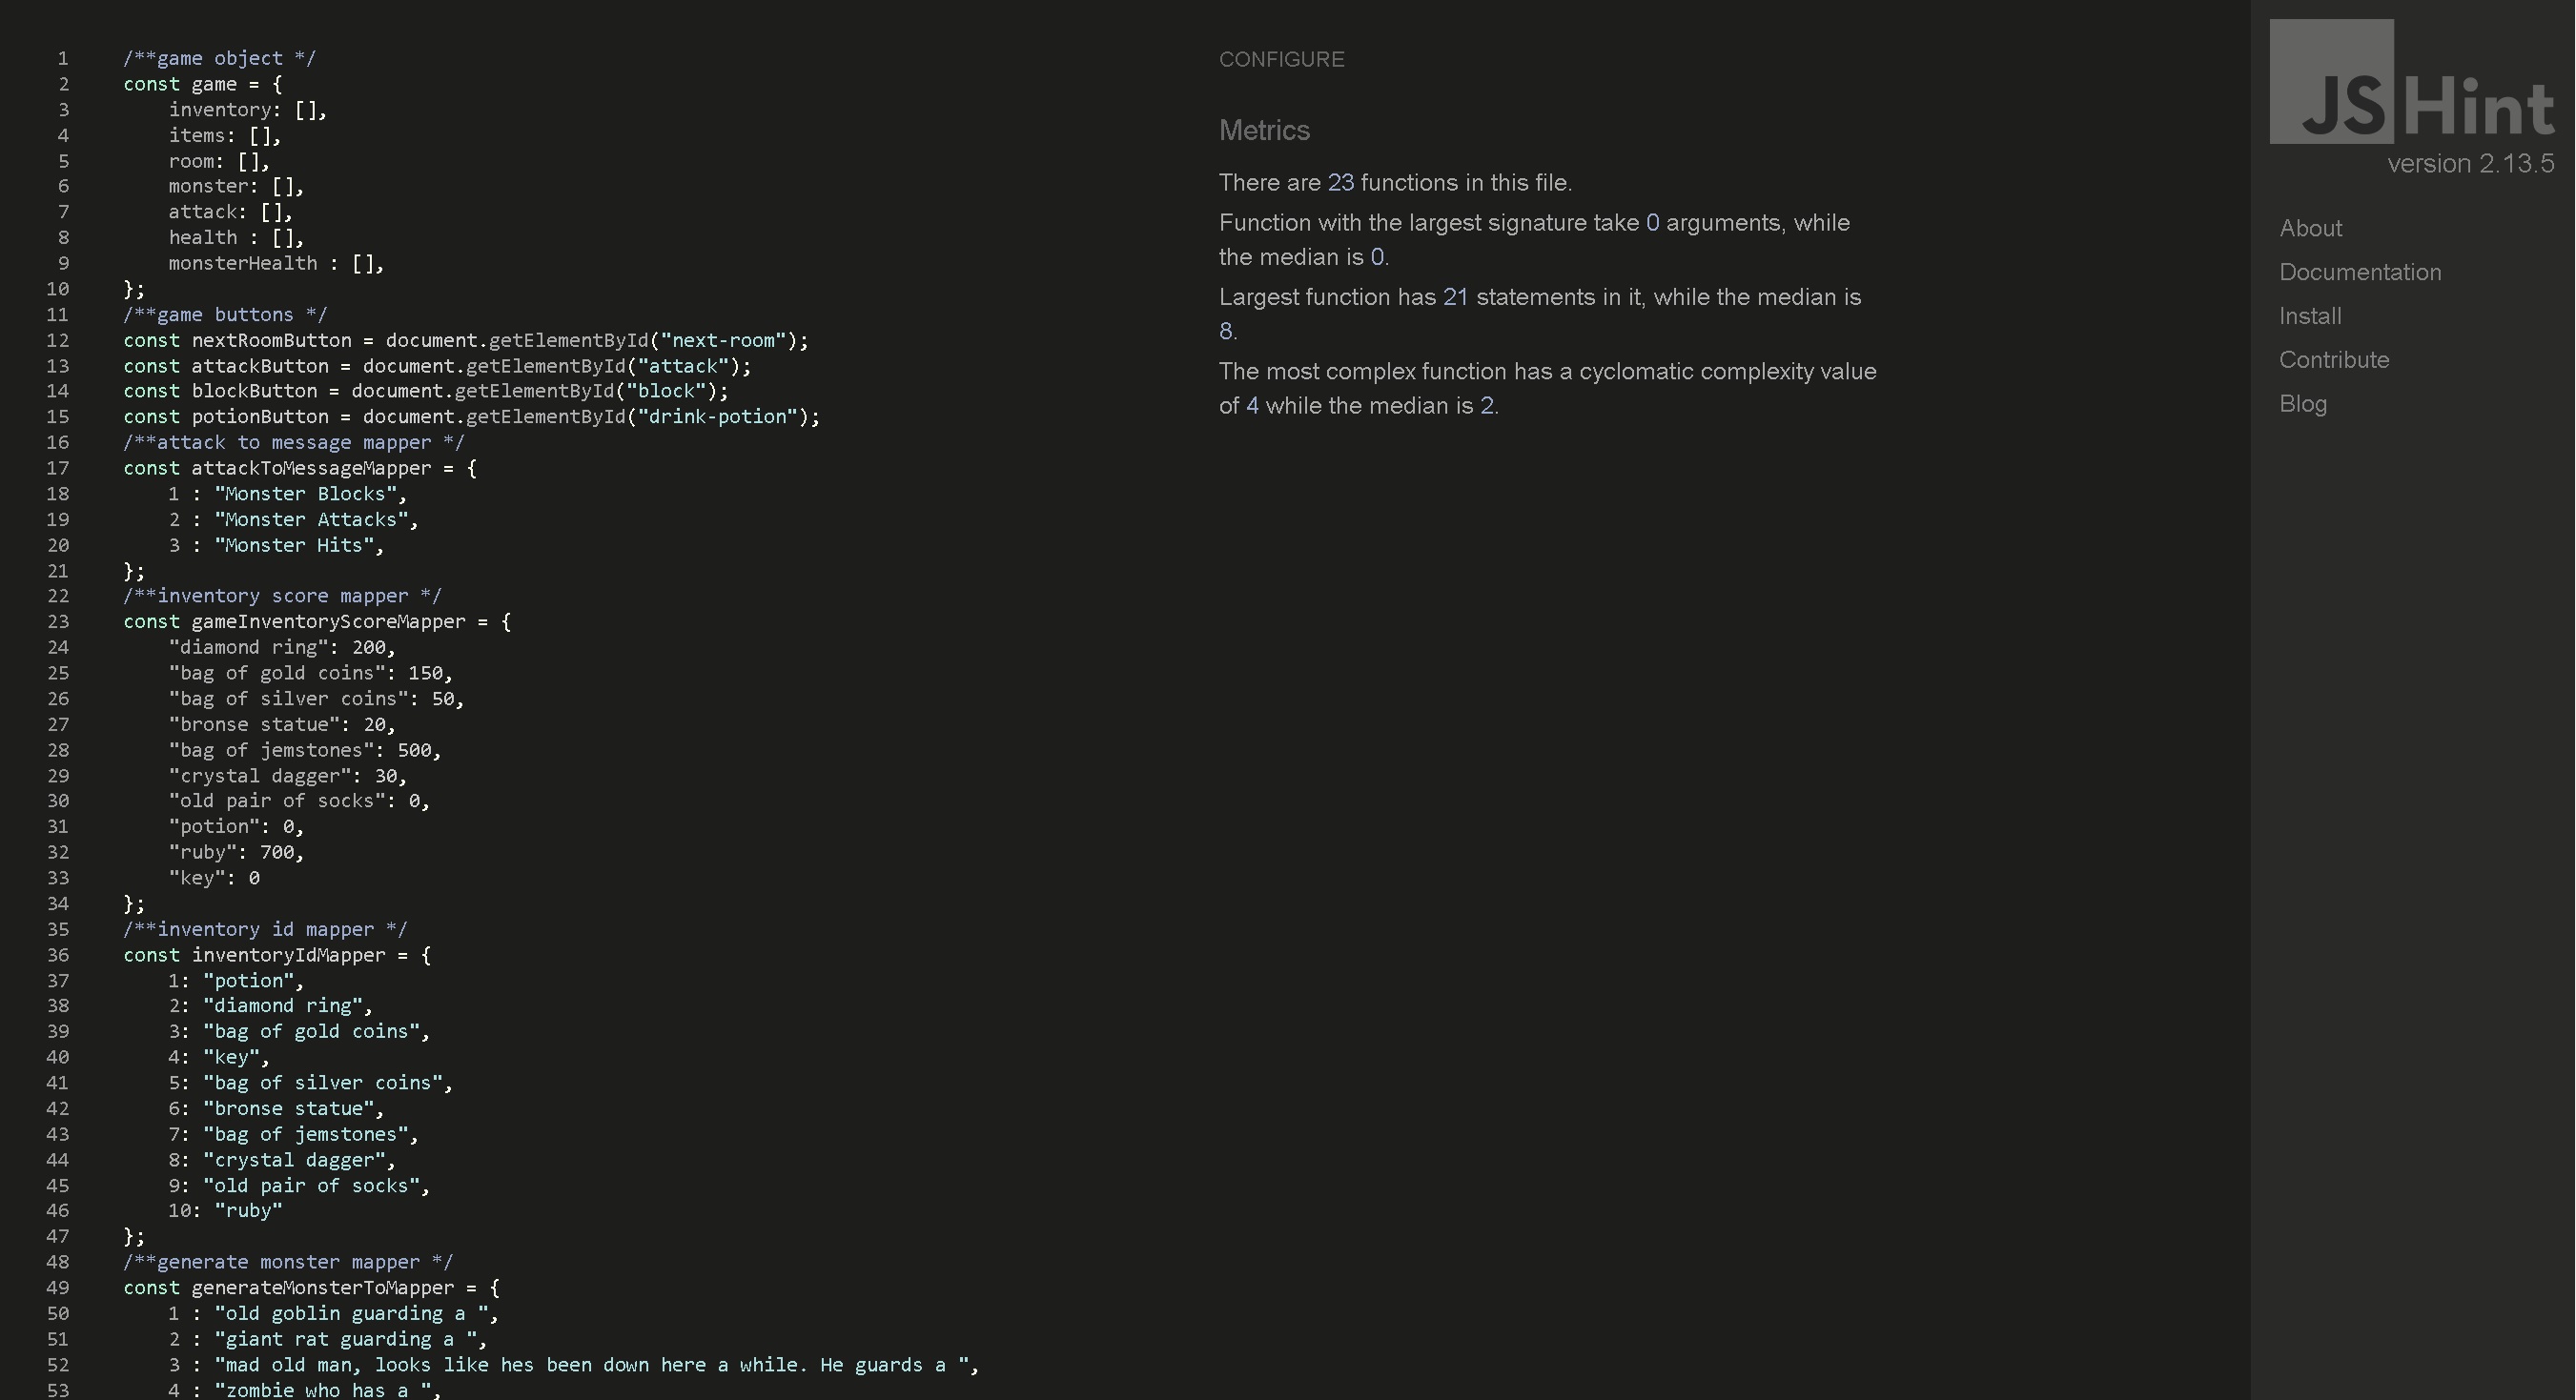 1 /**game object */
2 const game = {
3 inventory: [],
4 items: [],
5 room: [],
6 monster: [],
7 attack: [],
8 health : [],
9 monsterHealth : [],
10 };
11 /**game buttons */
12 const nextRoomButton = document.getElementById("next-room");
13 const attackButton = document.getElementById("attack");
14 const blockButton = document.getElementById("block");
15 const potionButton = document.getElementById("drink-potion");
16 /**attack to message mapper */
17 const attackToMessageMapper = {
18 1 : "Monster Blocks",
19 2 : "Monster Attacks",
20 3 : "Monster Hits",
21 };
22 /**inventory score mapper */
23 const gameInventoryScoreMapper = {
24 "diamond ring": 200,
25 "bag of gold coins": 150,
26 "bag of silver coins": 50,
27 "bronse statue": 20,
28 "bag of jemstones": 500,
29 "crystal dagger": 30,
30 "old pair of socks": 0,
31 "potion": 0,
32 "ruby": 700,
33 "key": 0
34 };
35 /**inventory id mapper */
36 const inventoryIdMapper = {
37 1: "potion",
38 2: "diamond ring",
39 3: "bag of gold coins",
40 4: "key",
41 5: "bag of silver coins",
42 6: "bronse statue",
43 7: "bag of jemstones",
44 8: "crystal dagger",
45 9: "old pair of socks",
46 10: "ruby"
47 };
48 /**generate monster mapper */
49 const generateMonsterToMapper = {
50 1 : "old goblin guarding a ",
51 2 : "giant rat guarding a ",
52 3 : "mad old man, looks like hes been down here a while. He guards a ",
53 4 : "zombie who has a ",
CONFIGURE
Metrics
There are 23 functions in this file.
Function with the largest signature take 0 arguments, while
the median is 0.
Largest function has 21 statements in it, while the median is
8.
The most complex function has a cyclomatic complexity value
of 4 while the median is 2.
JSHint
version 2.13.5
About
Documentation
Install
Contribute
Blog